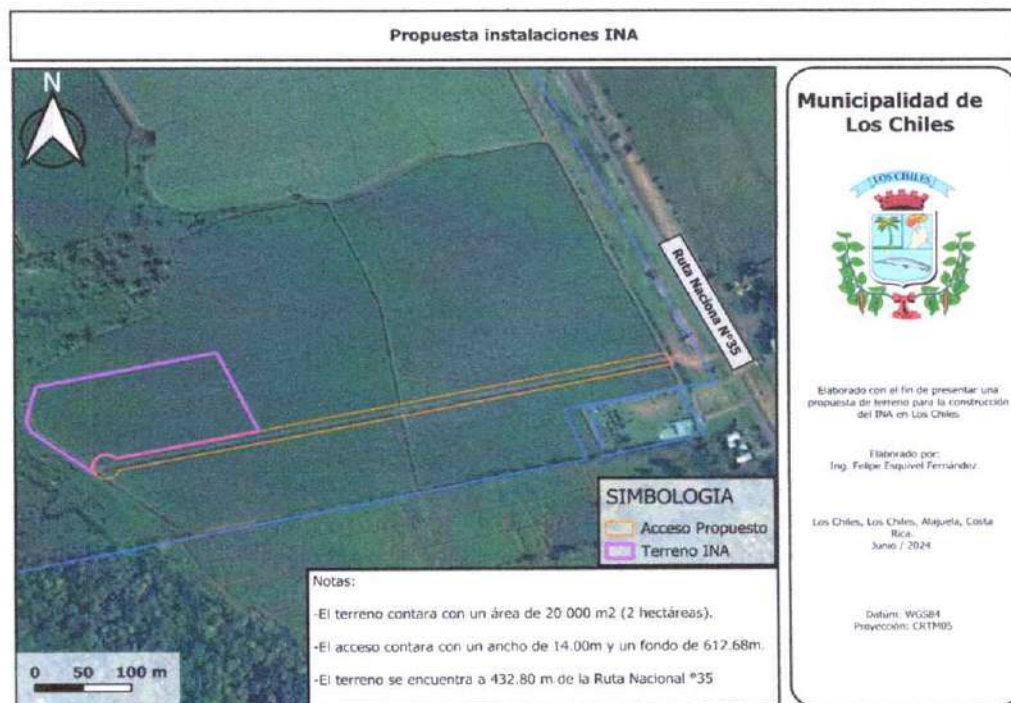 Propuesta instalaciones INA
N
Ruta Naciona N°35
SIMBOLOGIA
Acceso Propuesto
Terreno INA
0 50 100 m
Notas:
-El terreno contara con un área de 20 000 m2 (2 hectáreas).
-El acceso contara con un ancho de 14.00m y un fondo de 612.68m.
-El terreno se encuentra a 432.80 m de la Ruta Nacional °35
Municipalidad de
Los Chiles
LOS CHILES
Elaborado con el fin de presentar una
propuesta de terreno para la construcción
del INA en Los Chiles
Elaborado por:
Ing. Felipe Esquivel Fernández
Los Chiles, Los Chiles, Alajuela, Costa
Rica.
Junio / 2024
Datúm: WGS84
Proyección: CRTM05